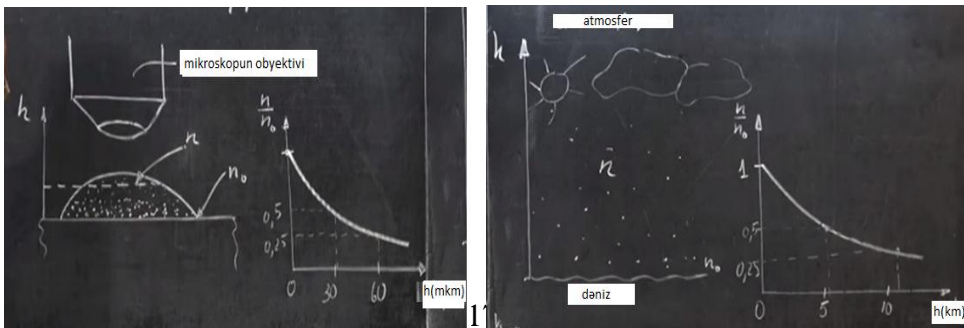 mikroskopun obyektivi
h
n
n₀
n/n₀
0,5
0,25
0
30
60
h(mkm)
1
atmosfer
h
n
n₀
dəniz
n/n₀
1
0,5
0,25
0
5
10
h(km)